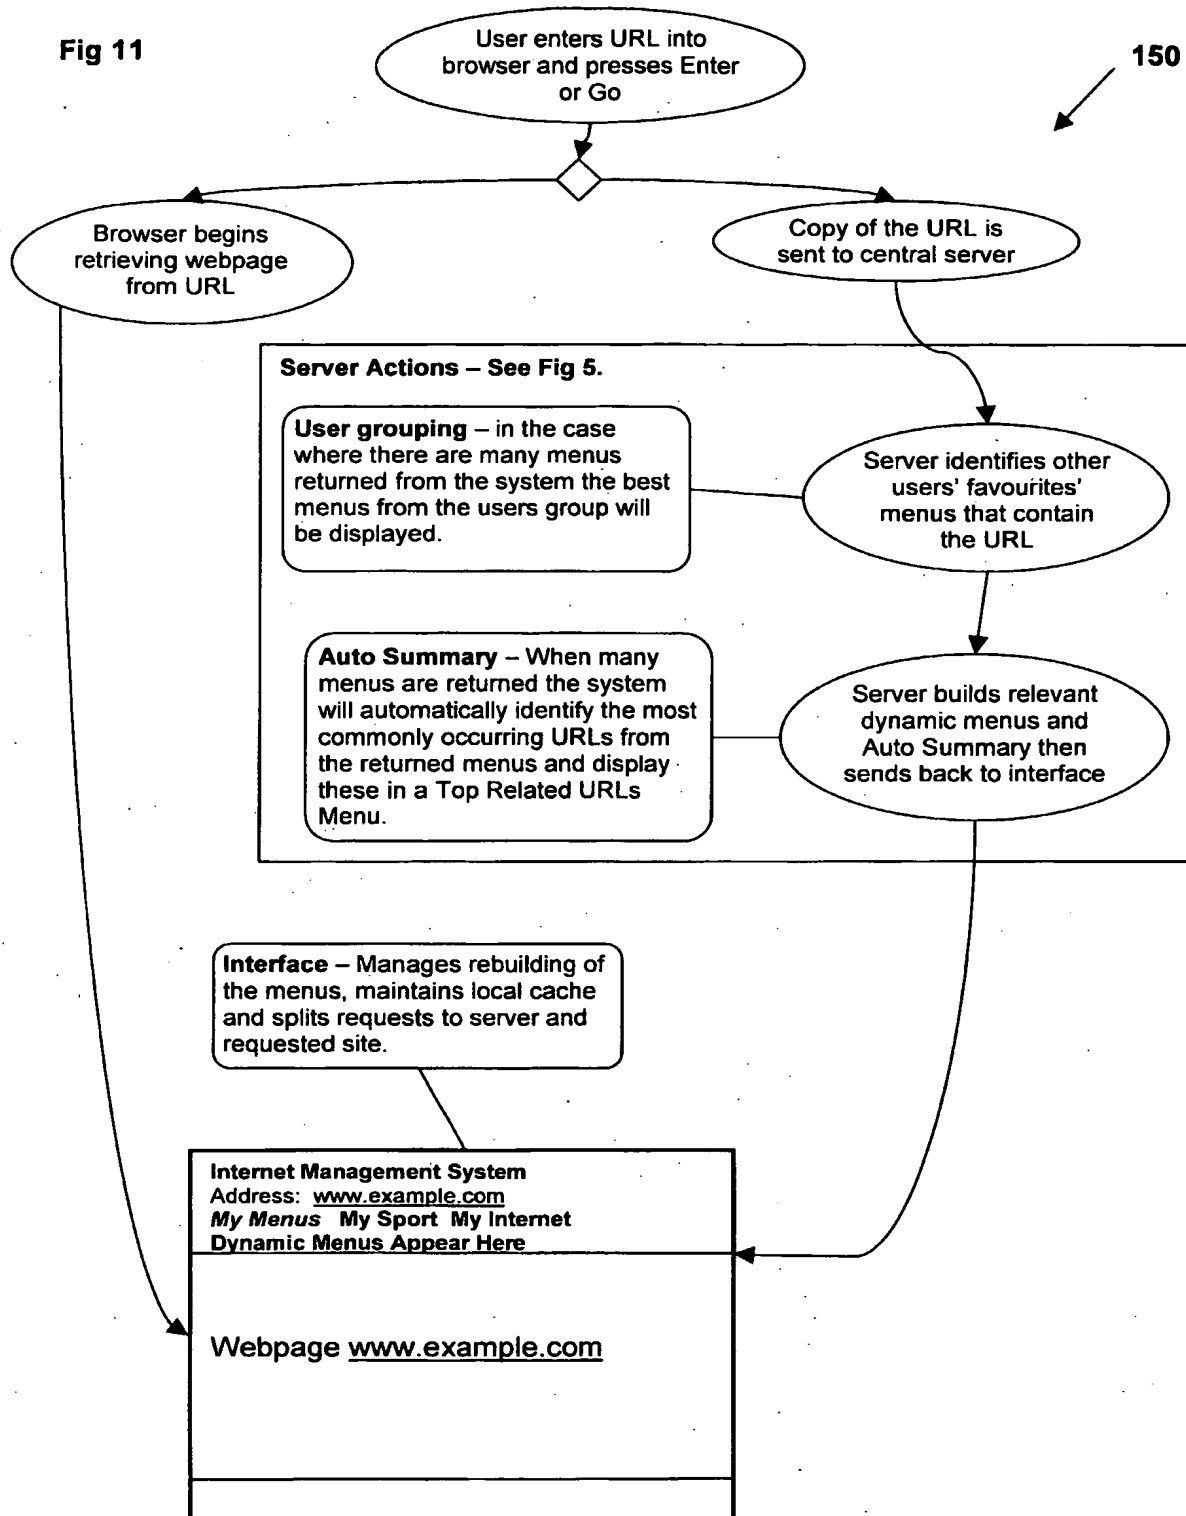 Fig 11
150
User enters URL into
browser and presses Enter
or Go
Browser begins
retrieving webpage
from URL
Copy of the URL is
sent to central server
Server Actions – See Fig 5.
User grouping – in the case
where there are many menus
returned from the system the best
menus from the users group will
be displayed.
Server identifies other
users' favourites'
menus that contain
the URL
Auto Summary – When many
menus are returned the system
will automatically identify the most
commonly occurring URLs from
the returned menus and display
these in a Top Related URLs
Menu.
Server builds relevant
dynamic menus and
Auto Summary then
sends back to interface
Interface – Manages rebuilding of
the menus, maintains local cache
and splits requests to server and
requested site.
Internet Management System
Address: www.example.com
My Menus My Sport My Internet
Dynamic Menus Appear Here
Webpage www.example.com